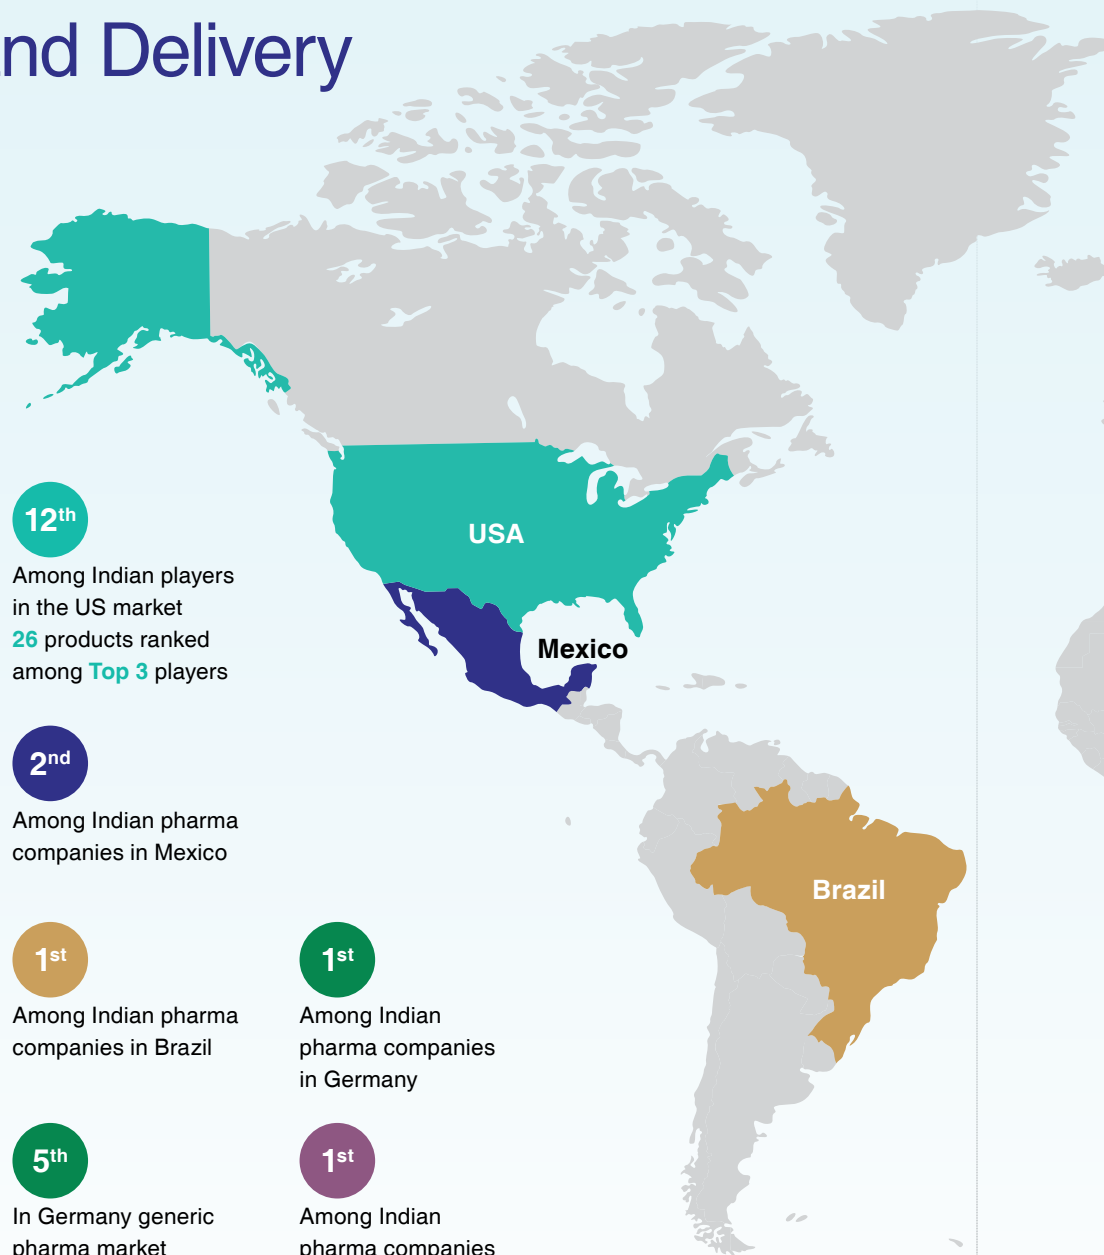 nd Delivery
USA
Mexico
Brazil
12th
Among Indian players
in the US market
26 products ranked
among Top 3 players
2nd
Among Indian pharma
companies in Mexico
1st
Among Indian pharma
companies in Brazil
1st
Among Indian
pharma companies
in Germany
5th
In Germany generic
pharma market
1st
Among Indian
pharma companies